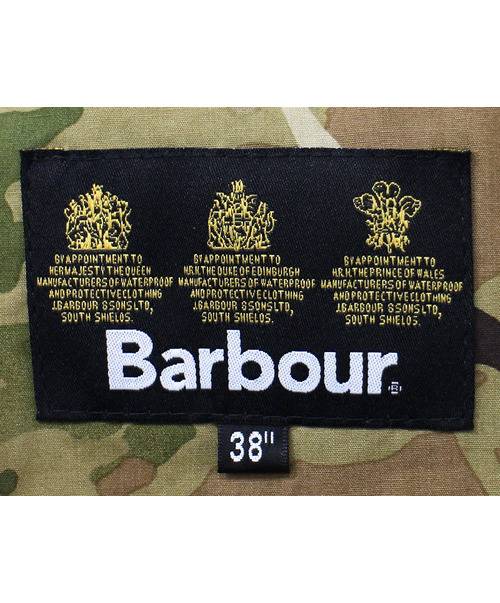 BY APPOINTMENT TO
HER MAJESTY THE QUEEN
MANUFACTURERS OF WATERPROOF
AND PROTECTIVE CLOTHING
J.BARBOUR & SONS LTD,
SOUTH SHIELDS.
BY APPOINTMENT TO
H.R.H. THE DUKE OF EDINBURGH
MANUFACTURERS OF WATERPROOF
AND PROTECTIVE CLOTHING
J.BARBOUR & SONS LTD,
SOUTH SHIELDS.
BY APPOINTMENT TO
H.R.H. THE PRINCE OF WALES
MANUFACTURERS OF WATERPROOF
AND PROTECTIVE CLOTHING
J.BARBOUR & SONS LTD,
SOUTH SHIELDS.
Barbour®
38"